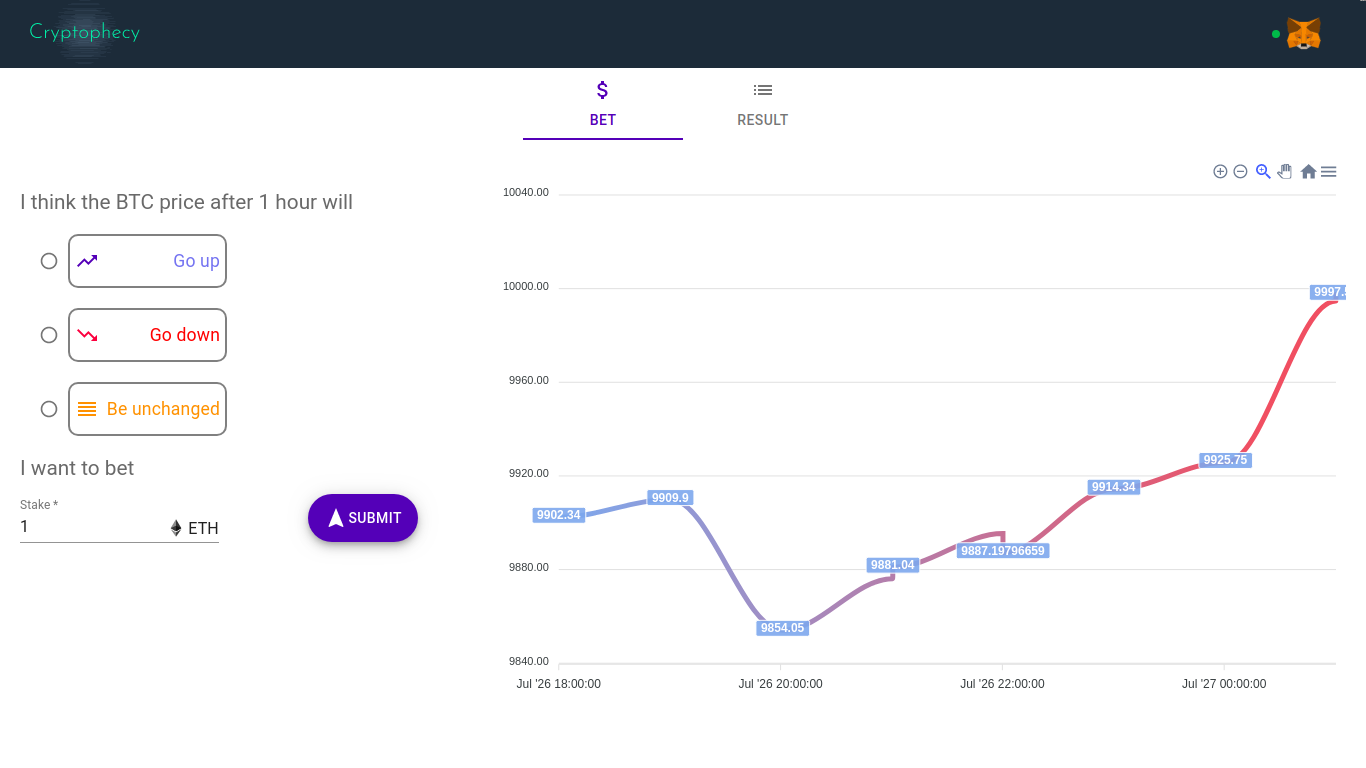 Cryptophecy
$
BET
RESULT
I think the BTC price after 1 hour will
Go up
Go down
Be unchanged
I want to bet
Stake *
1
ETH
SUBMIT
10040.00
10000.00
9960.00
9920.00
9880.00
9840.00
9902.34
9909.9
9854.05
9881.04
9887.19796659
9914.34
9925.75
9997.
Jul '26 18:00:00
Jul '26 20:00:00
Jul '26 22:00:00
Jul '27 00:00:00